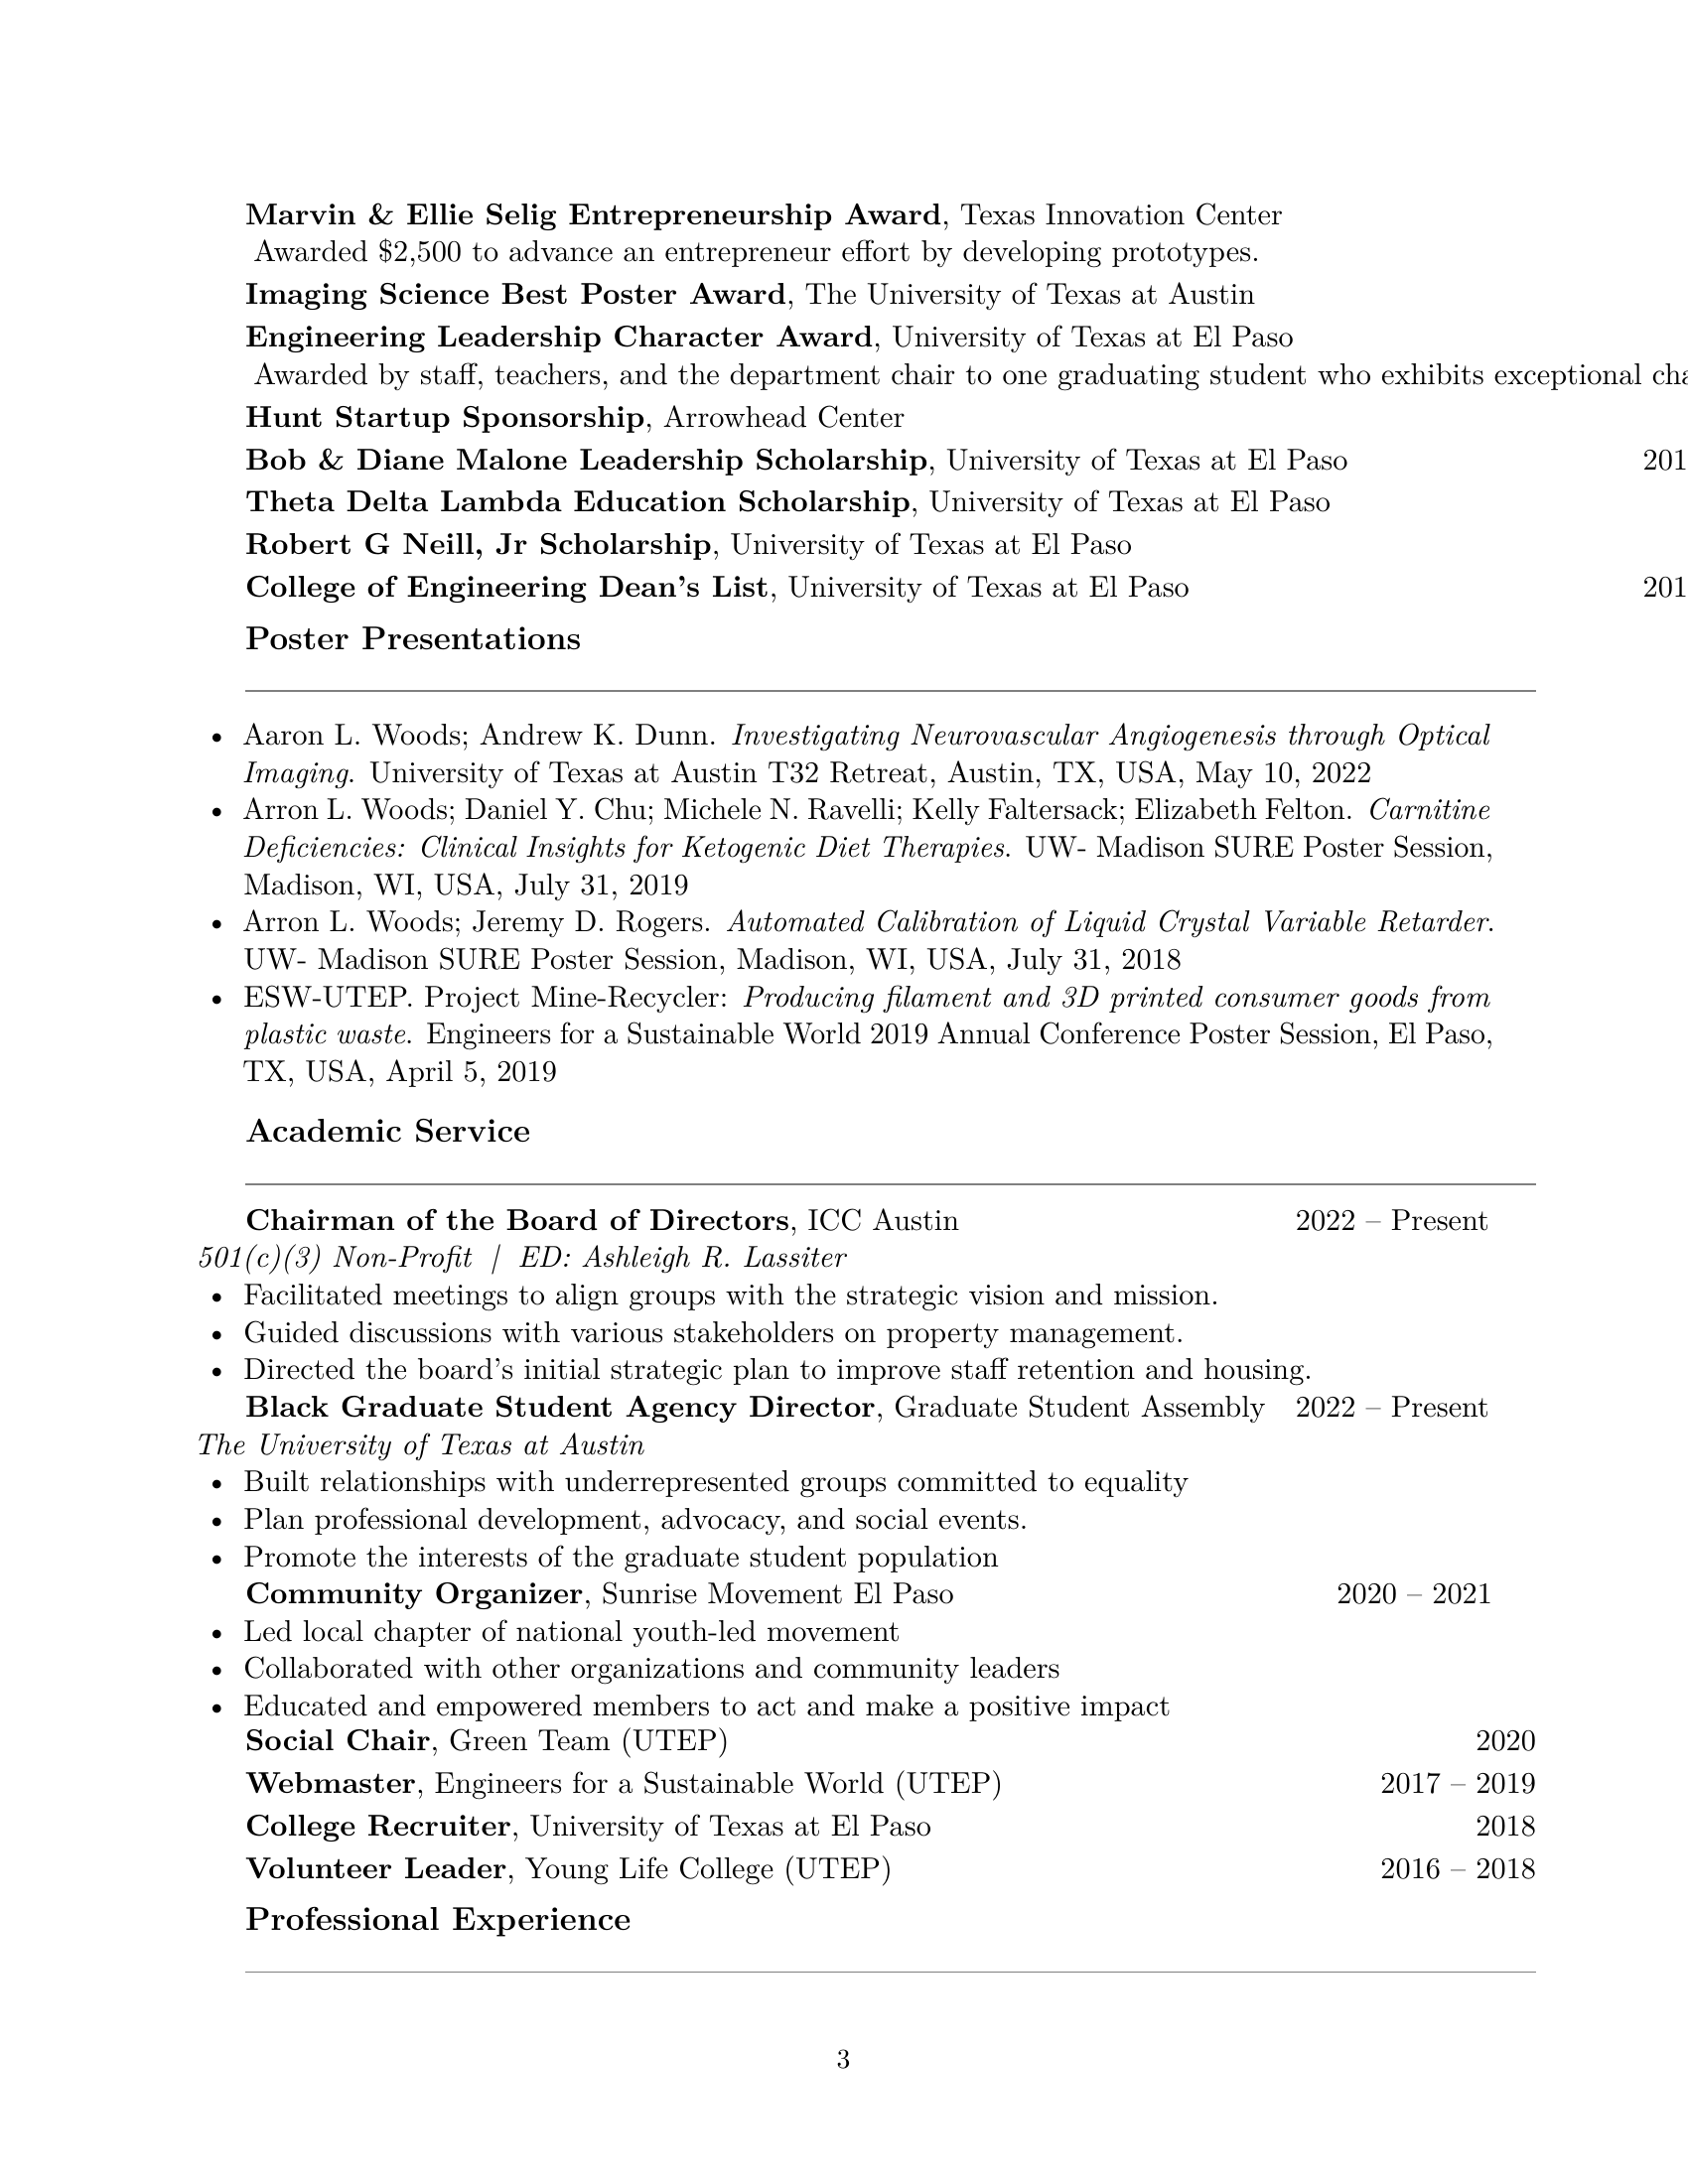 Marvin & Ellie Selig Entrepreneurship Award, Texas Innovation Center
Awarded $2,500 to advance an entrepreneur effort by developing prototypes.
Imaging Science Best Poster Award, The University of Texas at Austin
Engineering Leadership Character Award, University of Texas at El Paso
Awarded by staff, teachers, and the department chair to one graduating student who exhibits exceptional cha
Hunt Startup Sponsorship, Arrowhead Center
Bob & Diane Malone Leadership Scholarship, University of Texas at El Paso 201
Theta Delta Lambda Education Scholarship, University of Texas at El Paso
Robert G Neill, Jr Scholarship, University of Texas at El Paso
College of Engineering Dean's List, University of Texas at El Paso 201
Poster Presentations
• Aaron L. Woods; Andrew K. Dunn. Investigating Neurovascular Angiogenesis through Optical
Imaging. University of Texas at Austin T32 Retreat, Austin, TX, USA, May 10, 2022
• Arron L. Woods; Daniel Y. Chu; Michele N. Ravelli; Kelly Faltersack; Elizabeth Felton. Carnitine
Deficiencies: Clinical Insights for Ketogenic Diet Therapies. UW- Madison SURE Poster Session,
Madison, WI, USA, July 31, 2019
• Arron L. Woods; Jeremy D. Rogers. Automated Calibration of Liquid Crystal Variable Retarder.
UW- Madison SURE Poster Session, Madison, WI, USA, July 31, 2018
• ESW-UTEP. Project Mine-Recycler: Producing filament and 3D printed consumer goods from
plastic waste. Engineers for a Sustainable World 2019 Annual Conference Poster Session, El Paso,
TX, USA, April 5, 2019
Academic Service
Chairman of the Board of Directors, ICC Austin 2022 – Present
501(c)(3) Non-Profit | ED: Ashleigh R. Lassiter
• Facilitated meetings to align groups with the strategic vision and mission.
• Guided discussions with various stakeholders on property management.
• Directed the board's initial strategic plan to improve staff retention and housing.
Black Graduate Student Agency Director, Graduate Student Assembly 2022 – Present
The University of Texas at Austin
• Built relationships with underrepresented groups committed to equality
• Plan professional development, advocacy, and social events.
• Promote the interests of the graduate student population
Community Organizer, Sunrise Movement El Paso 2020 – 2021
• Led local chapter of national youth-led movement
• Collaborated with other organizations and community leaders
• Educated and empowered members to act and make a positive impact
Social Chair, Green Team (UTEP) 2020
Webmaster, Engineers for a Sustainable World (UTEP) 2017 – 2019
College Recruiter, University of Texas at El Paso 2018
Volunteer Leader, Young Life College (UTEP) 2016 – 2018
Professional Experience
3